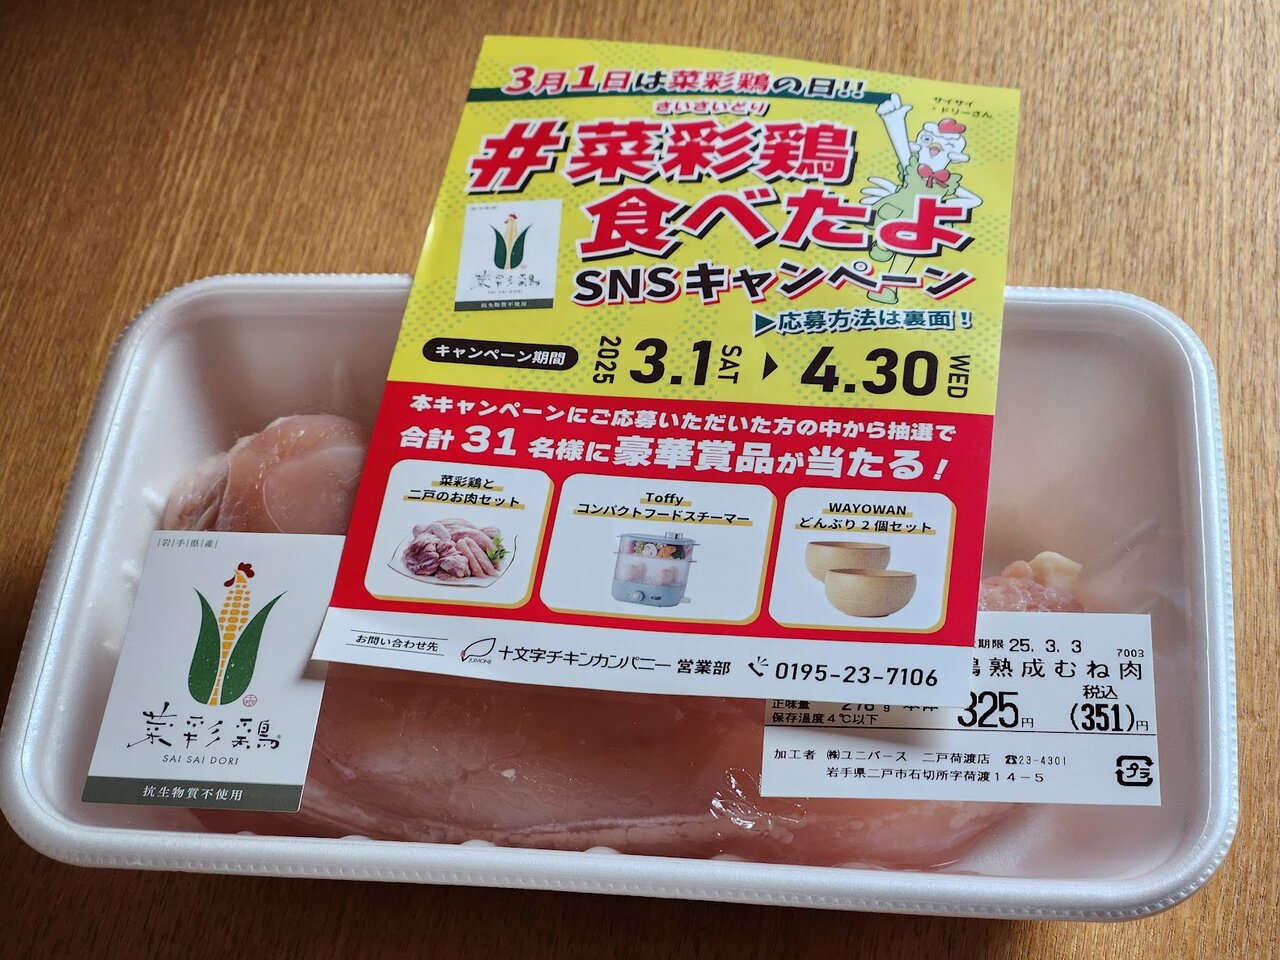 3月1日は菜彩鶏の日!!
さいさいどり
サイサイ
・ドリーさん
#菜彩鶏
食べたよ
SNSキャンペーン
菜彩鶏
SAI SAI DORI
抗生物質不使用
▶応募方法は裏面!
キャンペーン期間
2025 3.1 SAT ▶ 4.30 WED
本キャンペーンにご応募いただいた方の中から抽選で
合計31名様に豪華賞品が当たる!
菜彩鶏と
二戸のお肉セット
Toffy
コンパクトフードスチーマー
WAYOWAN
どんぶり2個セット
お問い合わせ先
JUMONJI
十文字チキンカンパニー 営業部
0195-23-7106
岩手県産
菜彩鶏
SAI SAI DORI
抗生物質不使用
期限 25.3.3
7003
鶏熟成むね肉
正味量
325円
税込
(351)円
保存温度4℃以下
加工者 ㈱ユニバース 二戸荷渡店 ☎23-4301
岩手県二戸市石切所字荷渡14-5
プラ